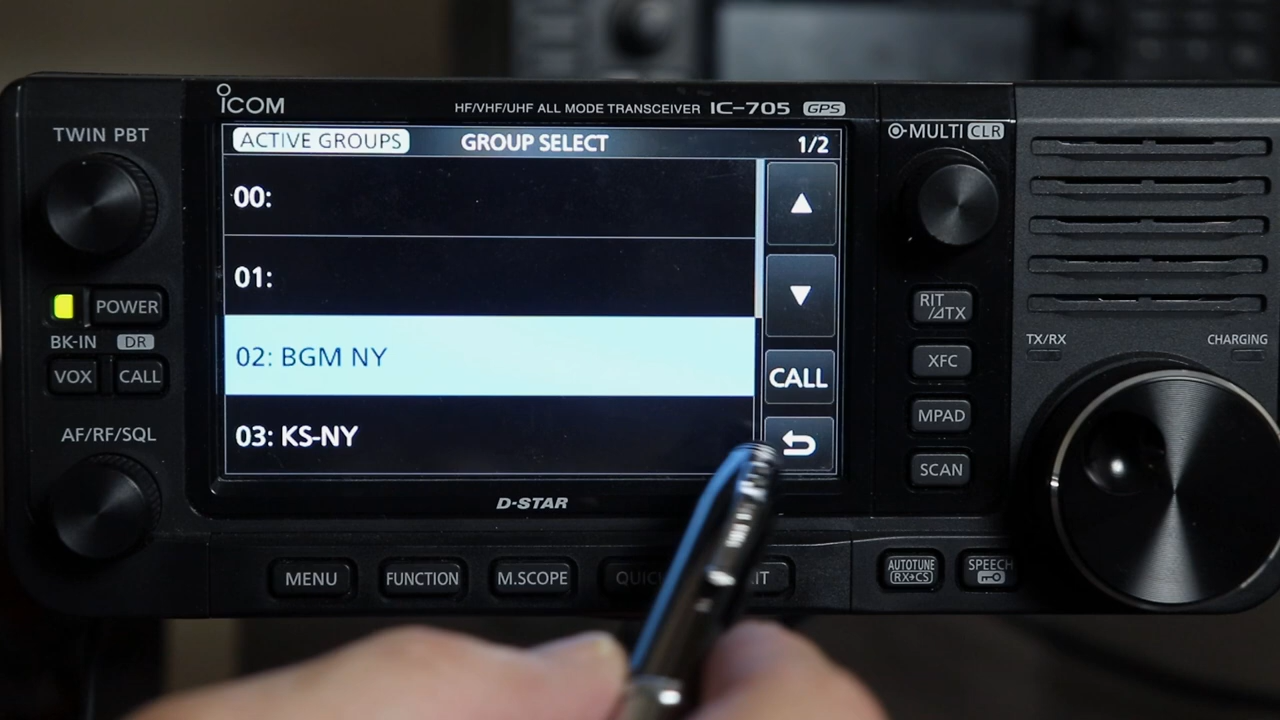 ICOM
HF/VHF/UHF ALL MODE TRANSCEIVER IC-705 GPS
TWIN PBT
ACTIVE GROUPS GROUP SELECT 1/2
MULTI CLR
00:
01:
02: BGM NY
03: KS-NY
CALL
POWER
BK-IN DR
VOX CALL
AF/RF/SQL
RIT
/⊿TX
XFC
MPAD
SCAN
TX/RX CHARGING
D-STAR
MENU FUNCTION M.SCOPE
AUTOTUNE
RX→CS
SPEECH